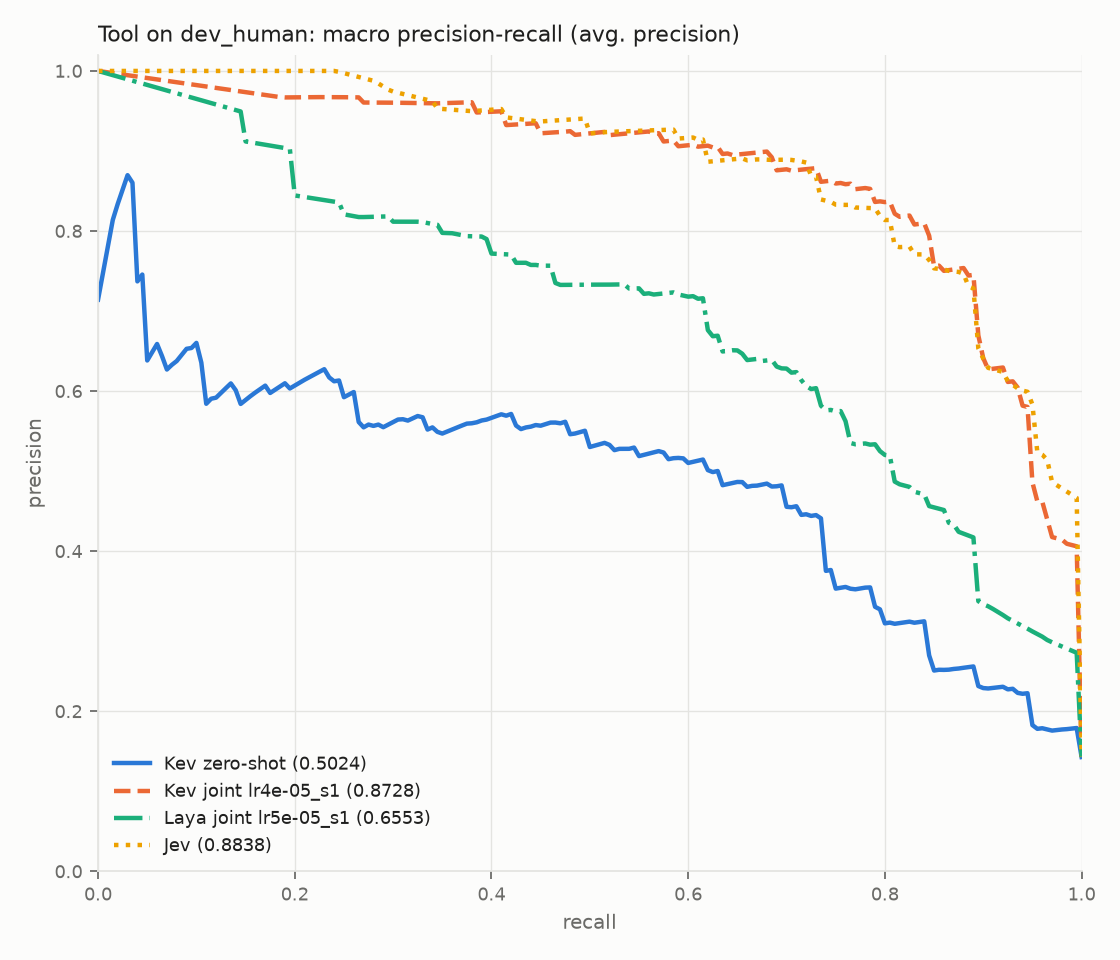 Tool on dev_human: macro precision-recall (avg. precision)
1.0
0.8
0.6
0.4
0.2
0.0
precision
Kev zero-shot (0.5024)
Kev joint lr4e-05_s1 (0.8728)
Laya joint lr5e-05_s1 (0.6553)
Jev (0.8838)
0.0 0.2 0.4 0.6 0.8 1.0
recall